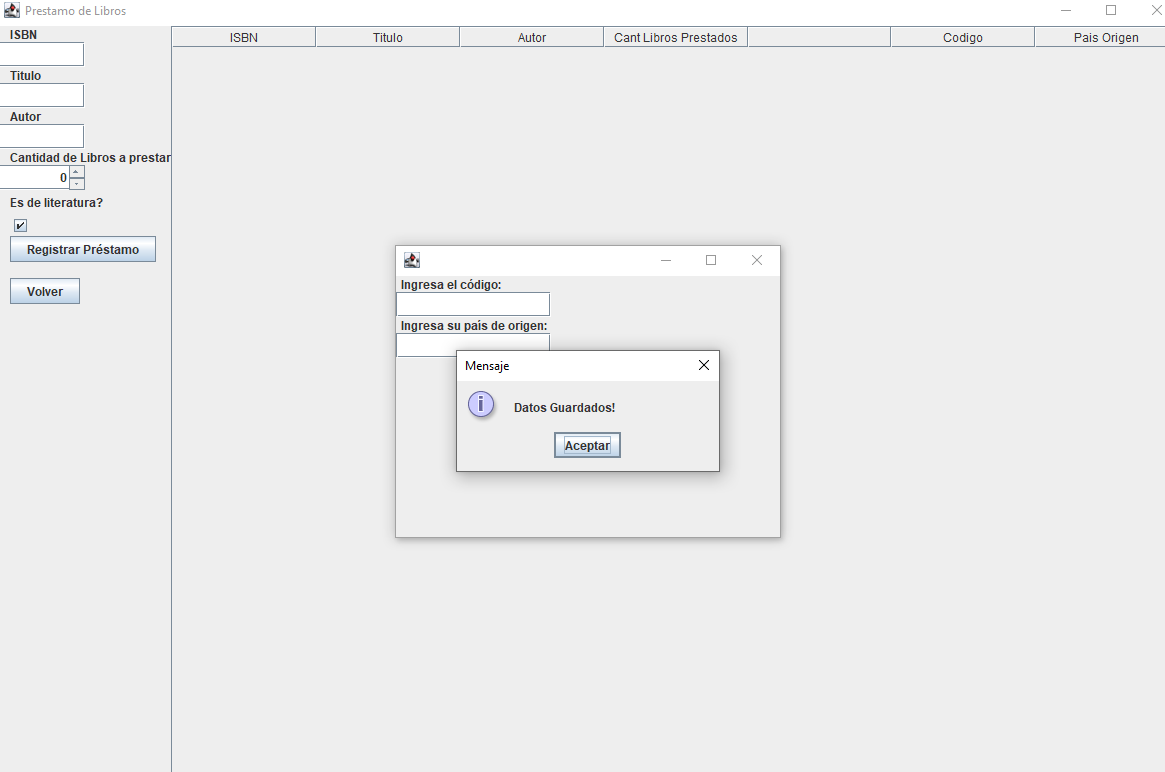 Prestamo de Libros
ISBN
Titulo
Autor
Cantidad de Libros a prestar
0
Es de literatura?
Registrar Préstamo
Volver
ISBN Titulo Autor Cant Libros Prestados Codigo Pais Origen
Ingresa el código:
Ingresa su país de origen:
Mensaje
i
Datos Guardados!
Aceptar